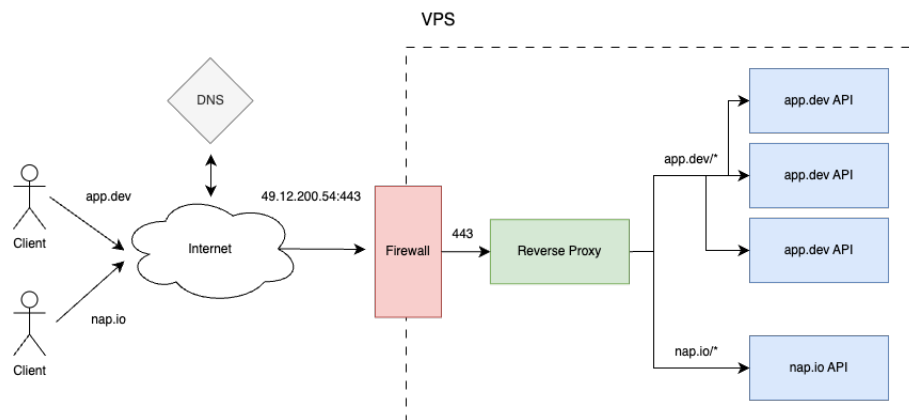 VPS
DNS
app.dev API
app.dev/*
app.dev API
app.dev
49.12.200.54:443
Client
Internet
Firewall
443
Reverse Proxy
app.dev API
nap.io
nap.io/*
Client
nap.io API